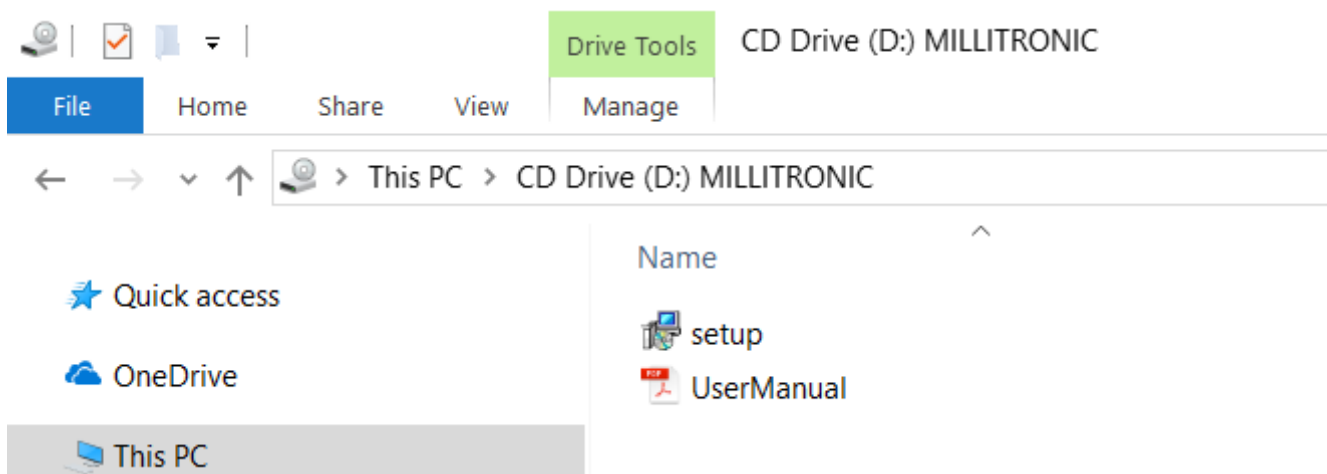 Drive Tools CD Drive (D:) MILLITRONIC
File Home Share View Manage
This PC > CD Drive (D:) MILLITRONIC
Name
Quick access
setup
OneDrive
PDF UserManual
This PC